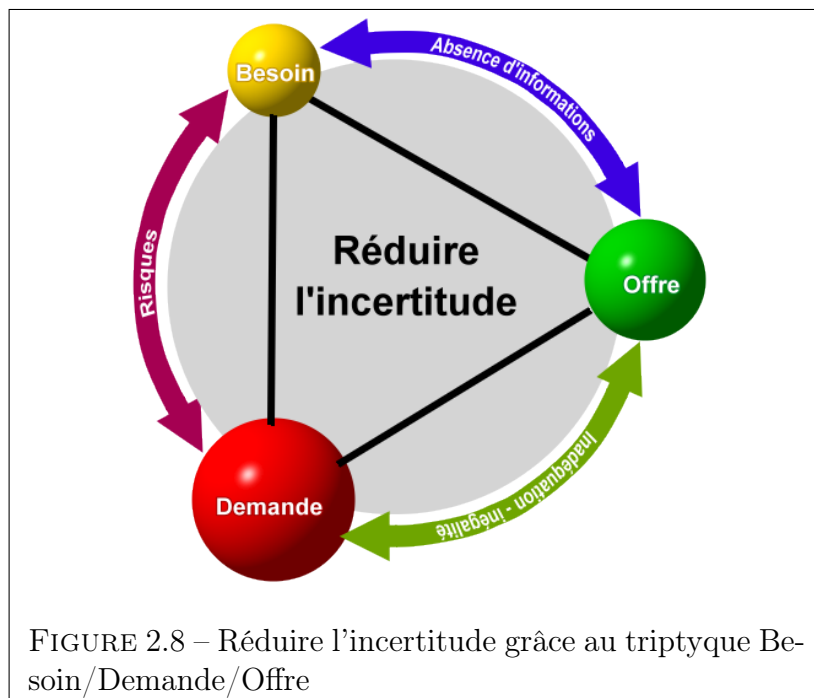 Besoin
Absence d'informations
Risques
Réduire
l'incertitude
Offre
Demande
Inadéquation - inégalité
FIGURE 2.8 – Réduire l'incertitude grâce au triptyque Be-
soin/Demande/Offre